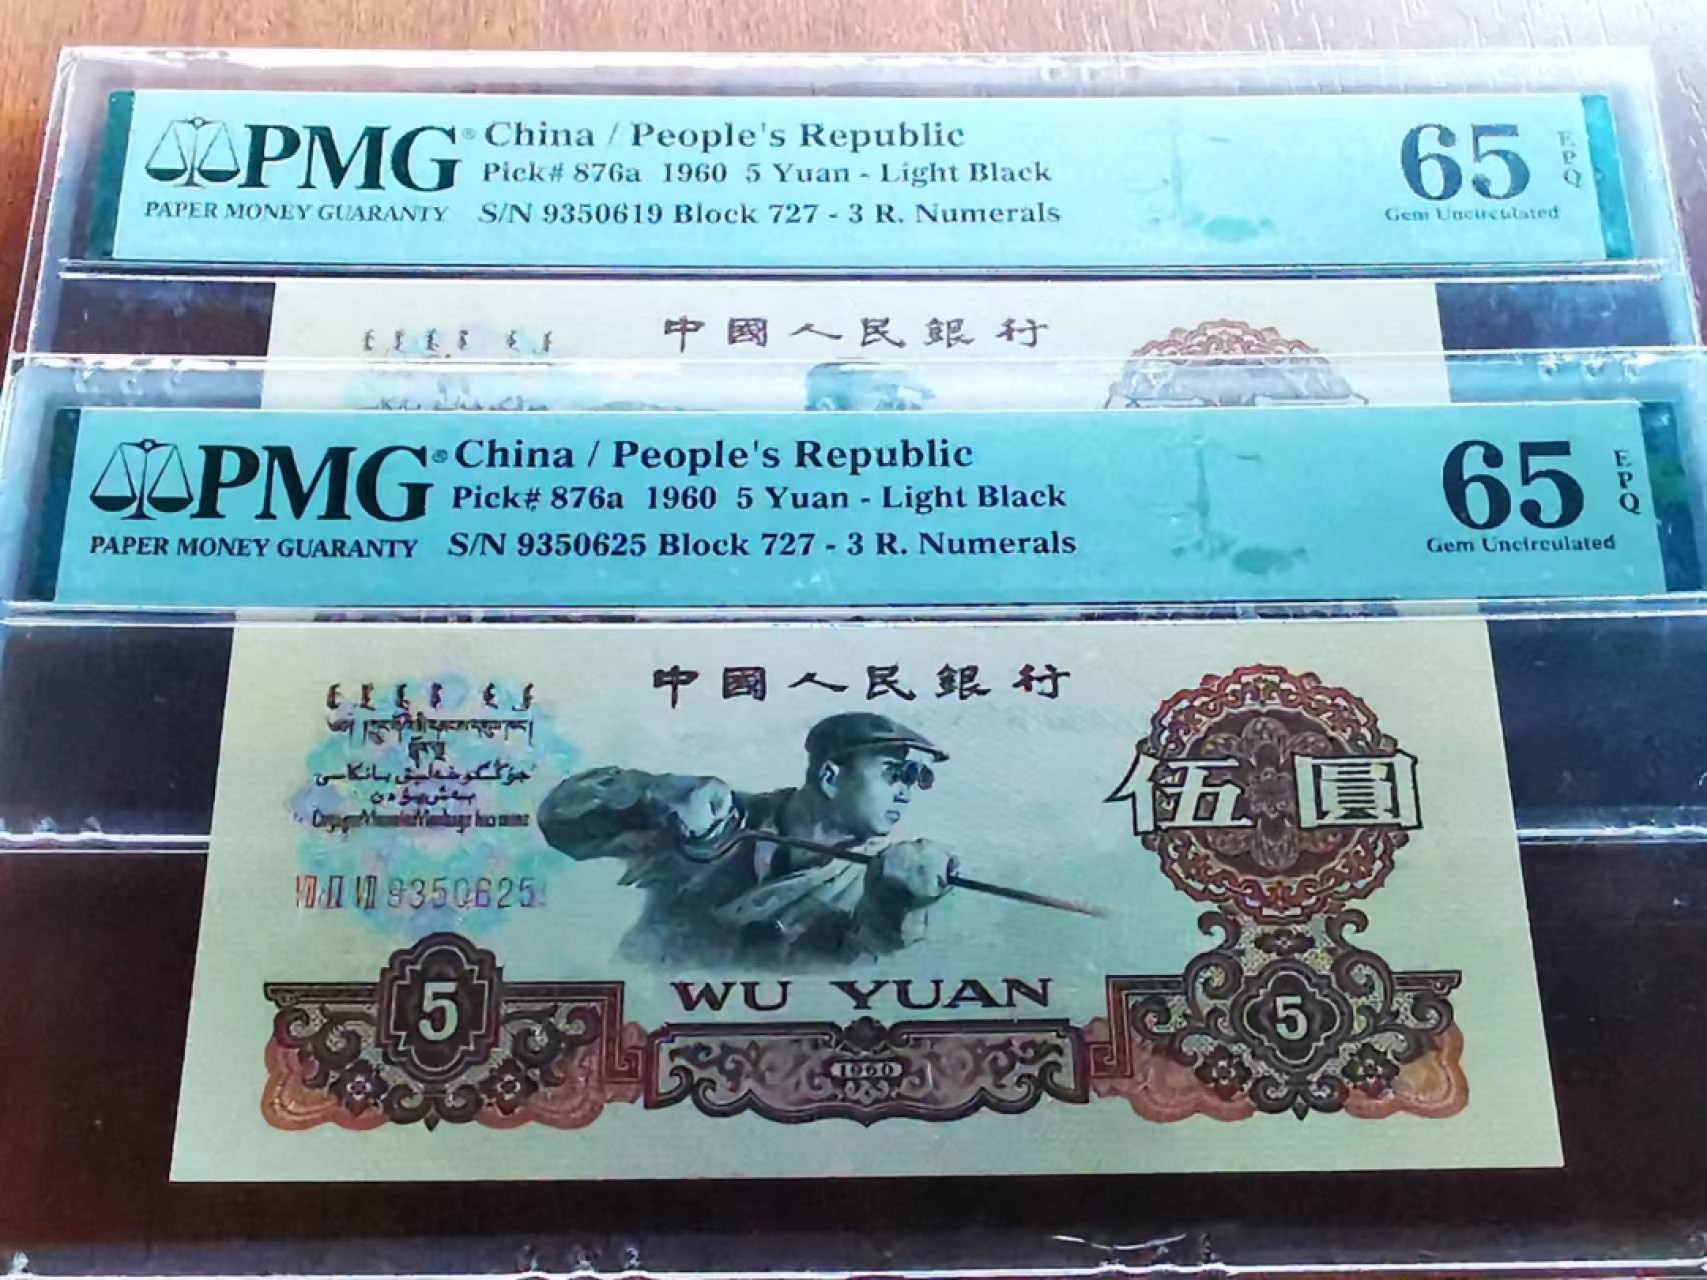 PMG® China / People's Republic
Pick# 876a 1960 5 Yuan - Light Black
PAPER MONEY GUARANTY S/N 9350619 Block 727 - 3 R. Numerals
65 EPQ
Gem Uncirculated
中國人民銀行
PMG® China / People's Republic
Pick# 876a 1960 5 Yuan - Light Black
PAPER MONEY GUARANTY S/N 9350625 Block 727 - 3 R. Numerals
65 EPQ
Gem Uncirculated
中國人民銀行
伍圓
VII II VII 9350625
WU YUAN
5
5
1960